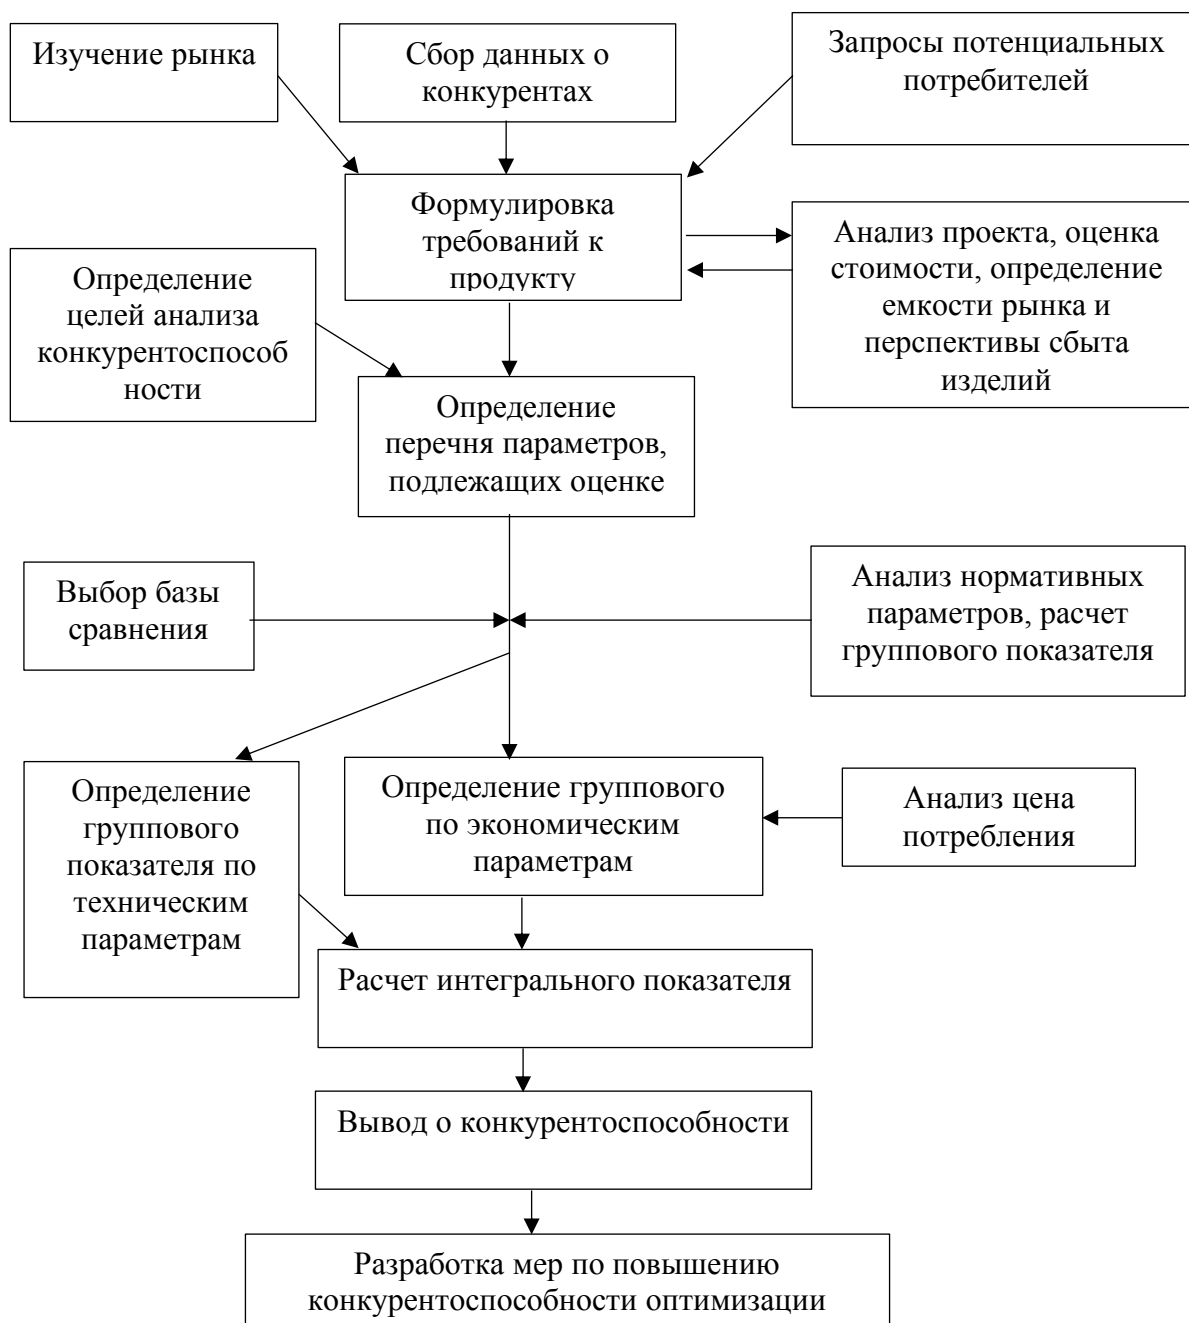 Изучение рынка
Сбор данных о
конкурентах
Запросы потенциальных
потребителей
Формулировка
требований к
продукту
Анализ проекта, оценка
стоимости, определение
емкости рынка и
перспективы сбыта
изделий
Определение
целей анализа
конкурентоспособ
ности
Определение
перечня параметров,
подлежащих оценке
Выбор базы
сравнения
Анализ нормативных
параметров, расчет
группового показателя
Определение
группового
показателя по
техническим
параметрам
Определение группового
по экономическим
параметрам
Анализ цена
потребления
Расчет интегрального показателя
Вывод о конкурентоспособности
Разработка мер по повышению
конкурентоспособности оптимизации